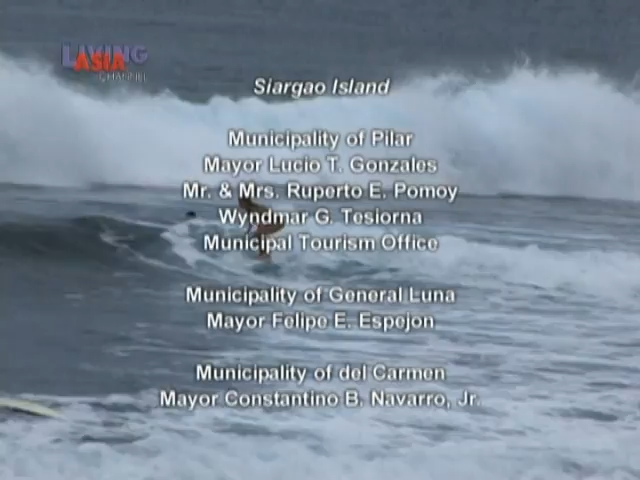 LIVING
ASIA
CHANNEL
Siargao Island
Municipality of Pilar
Mayor Lucio T. Gonzales
Mr. & Mrs. Ruperto E. Pomoy
Wyndmar G. Tesiorna
Municipal Tourism Office
Municipality of General Luna
Mayor Felipe E. Espejon
Municipality of del Carmen
Mayor Constantino B. Navarro, Jr.